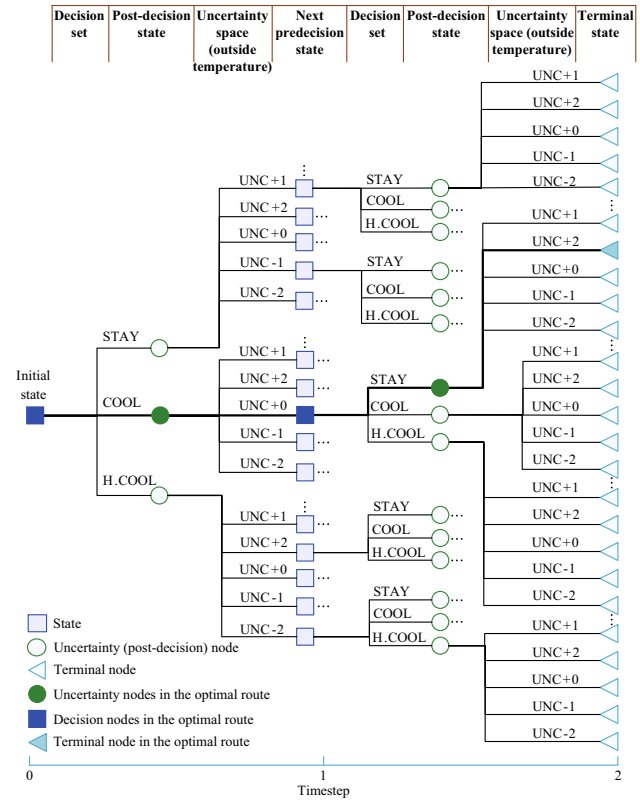 Decision set
Post-decision state
Uncertainty space (outside temperature)
Next predecision state
Decision set
Post-decision state
Uncertainty space (outside temperature)
Terminal state
UNC+1
UNC+2
UNC+0
UNC-1
UNC-2
⋮
UNC+1
UNC+2
UNC+0
UNC-1
UNC-2
⋮
STAY
COOL
H.COOL
STAY
COOL
H.COOL
UNC+1
UNC+2
UNC+0
UNC-1
UNC-2
⋮
STAY
Initial state
COOL
H.COOL
UNC+1
UNC+2
UNC+0
UNC-1
UNC-2
STAY
COOL
H.COOL
UNC+1
UNC+2
UNC+0
UNC-1
UNC-2
⋮
UNC+1
UNC+2
UNC+0
UNC-1
UNC-2
⋮
UNC+1
UNC+2
UNC+0
UNC-1
UNC-2
STAY
COOL
H.COOL
STAY
COOL
H.COOL
UNC+1
UNC+2
UNC+0
UNC-1
UNC-2
State
Uncertainty (post-decision) node
Terminal node
Uncertainty nodes in the optimal route
Decision nodes in the optimal route
Terminal node in the optimal route
0
1
2
Timestep